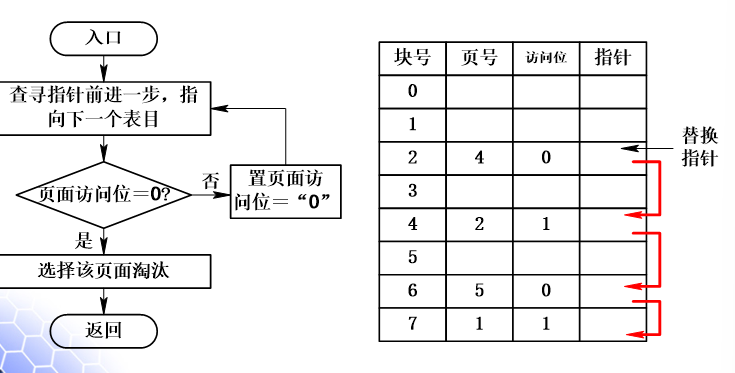 入口
查寻指针前进一步，指
向下一个表目
页面访问位＝0?
否
置页面访
问位＝“0”
是
选择该页面淘汰
返回
块号 页号 访问位 指针
0
1
2 4 0
3
4 2 1
5
6 5 0
7 1 1
替换
指针